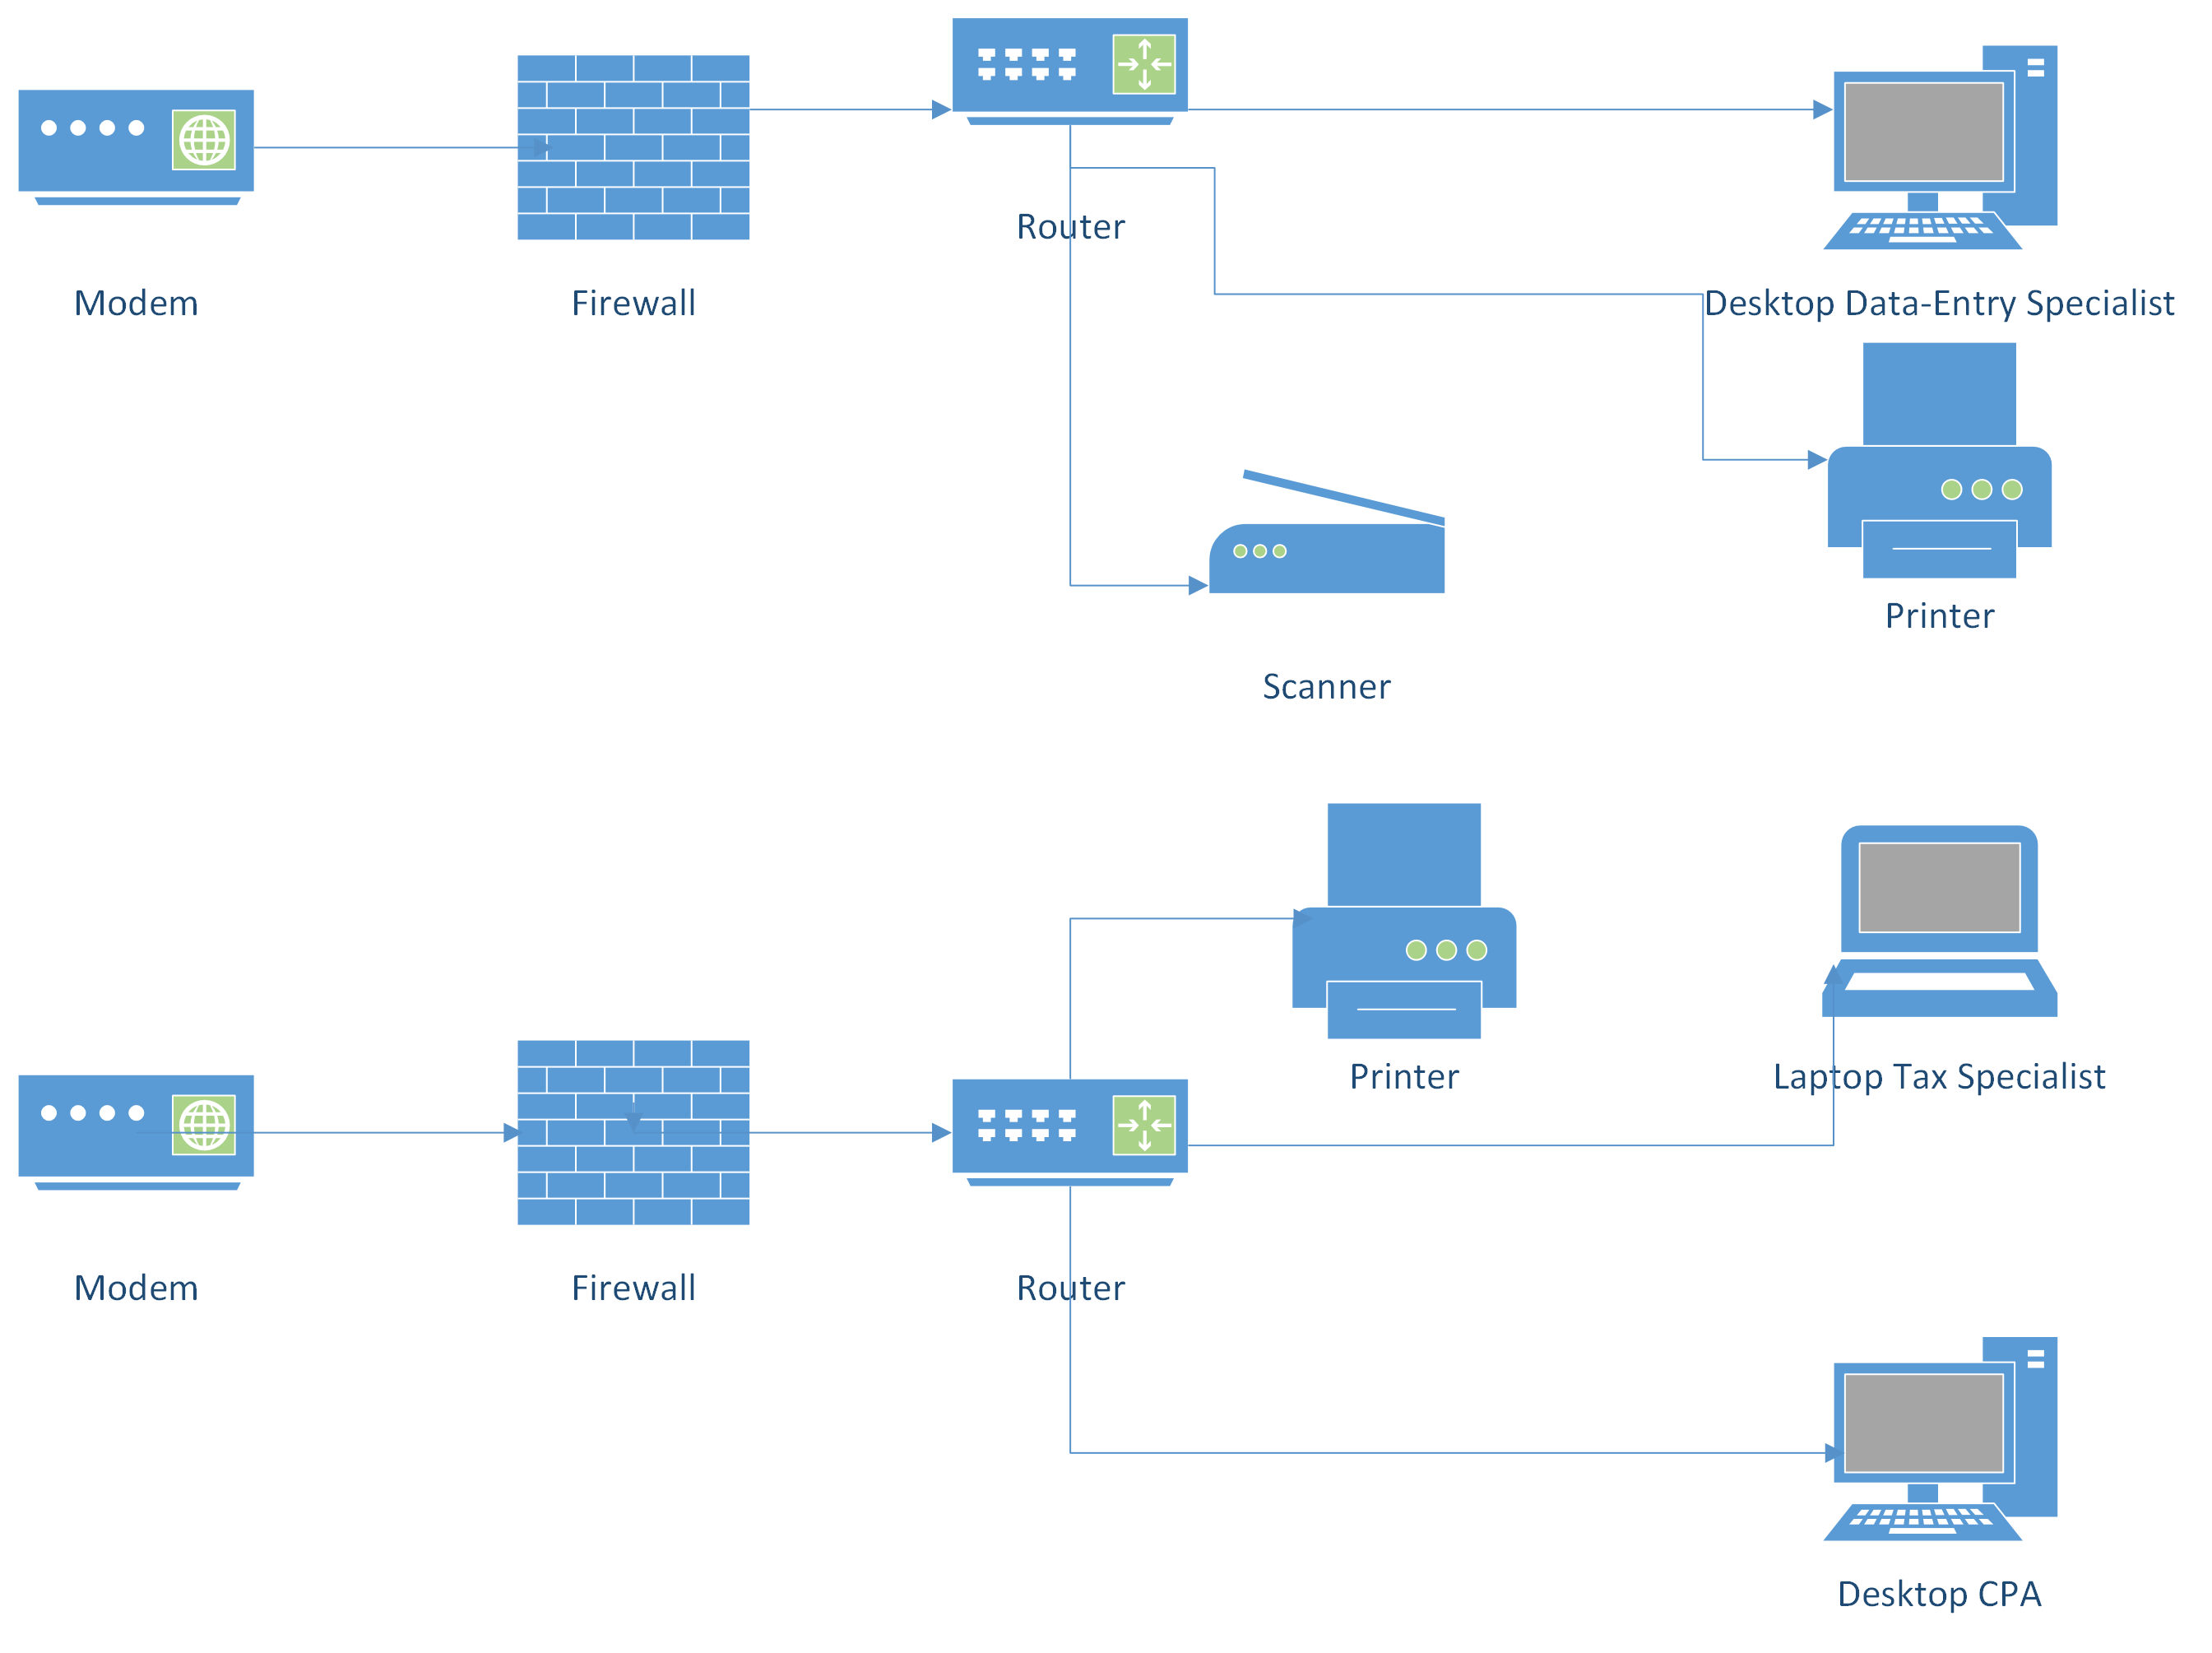 Router
Modem
Firewall
Desktop Data-Entry Specialist
Printer
Scanner
Printer
Laptop Tax Specialist
Modem
Firewall
Router
Desktop CPA